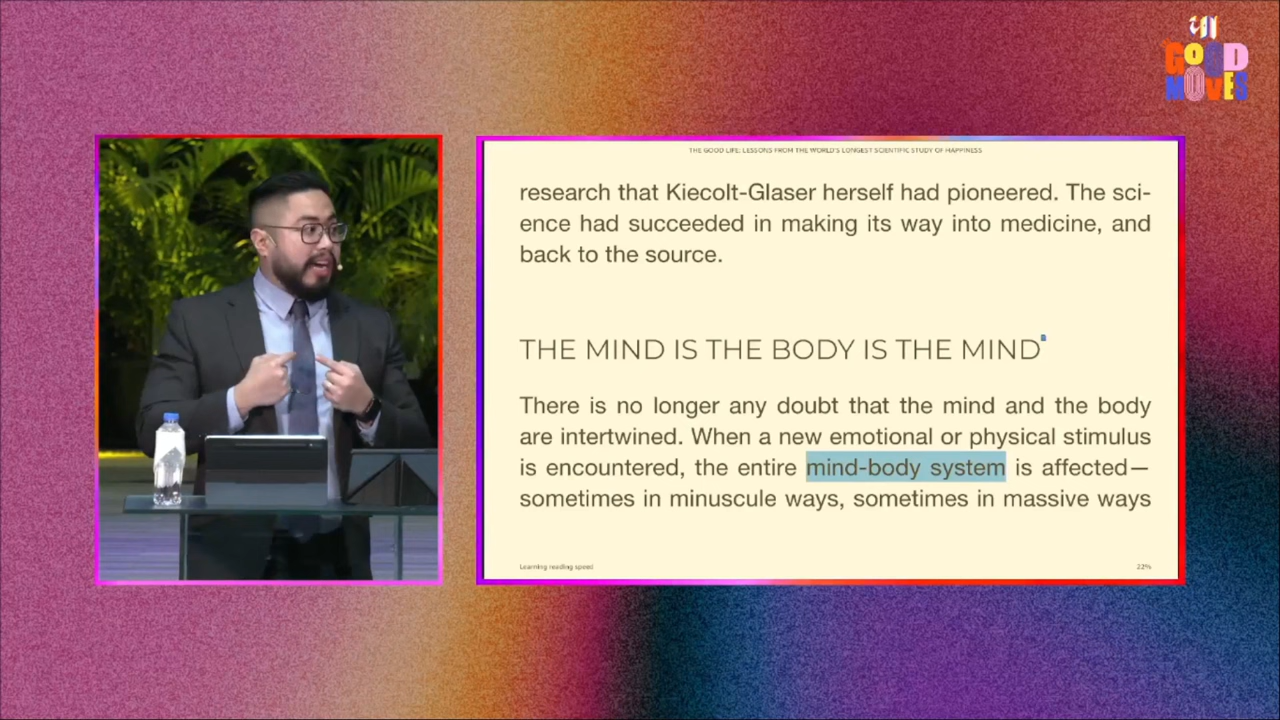 GOOD
MOVES
THE GOOD LIFE: LESSONS FROM THE WORLD'S LONGEST SCIENTIFIC STUDY OF HAPPINESS
research that Kiecolt-Glaser herself had pioneered. The sci-
ence had succeeded in making its way into medicine, and
back to the source.
THE MIND IS THE BODY IS THE MIND
There is no longer any doubt that the mind and the body
are intertwined. When a new emotional or physical stimulus
is encountered, the entire mind-body system is affected—
sometimes in minuscule ways, sometimes in massive ways
Learning reading speed
22%